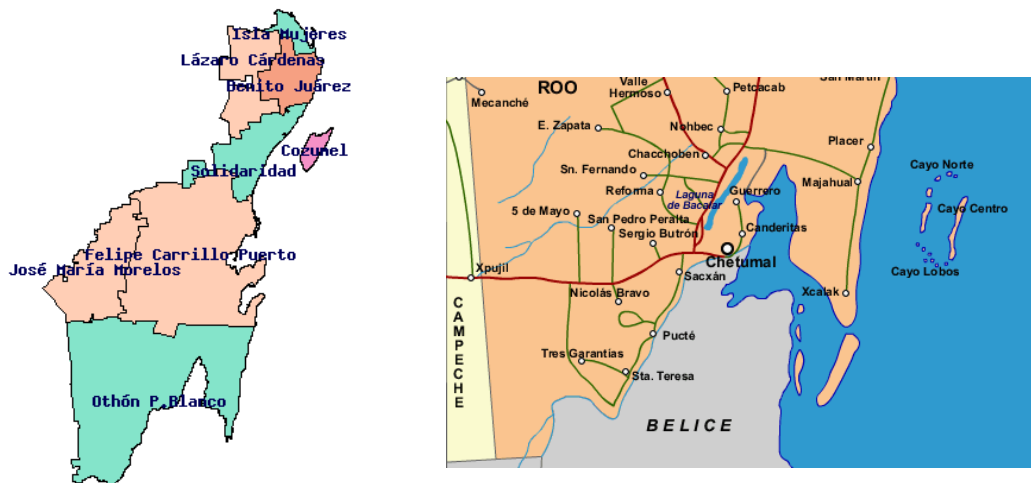 Isla Mujeres
Lázaro Cárdenas
Benito Juárez
Cozumel
Solidaridad
Felipe Carrillo Puerto
José María Morelos
Othón P.Blanco
ROO
Mecanché
Valle
Hermoso
Petcacab
San Martín
E. Zapata
Nohbec
Placer
Chacchoben
Sn. Fernando
Reforma
Laguna
de Bacalar
Guerrero
Majahual
Cayo Norte
Cayo Centro
Cayo Lobos
5 de Mayo
San Pedro Peralta
Sergio Butrón
Canderitas
Chetumal
Xpujil
Sacxán
Nicolás Bravo
Xcalak
CAMPECHE
Pucté
Tres Garantías
Sta. Teresa
BELICE